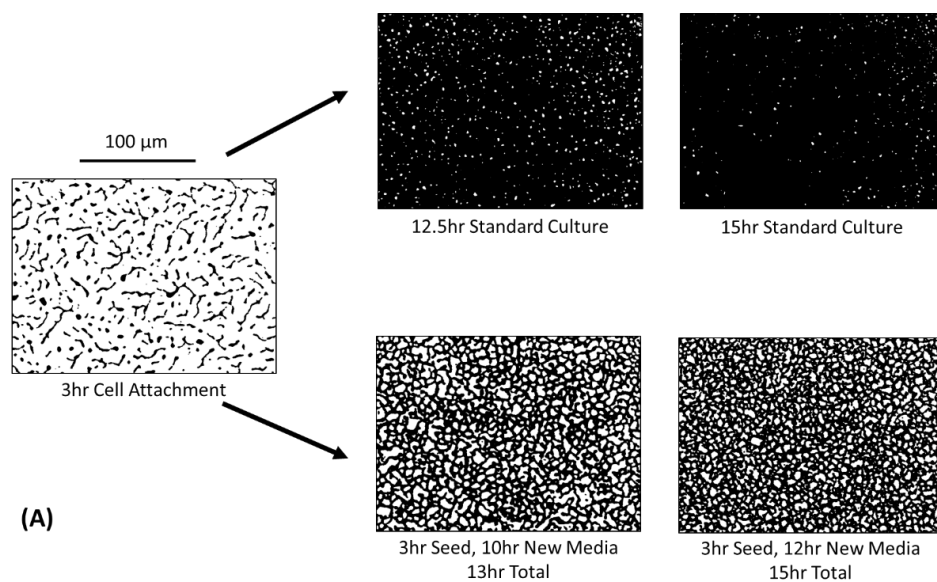 100 µm
3hr Cell Attachment
12.5hr Standard Culture
15hr Standard Culture
3hr Seed, 10hr New Media
13hr Total
3hr Seed, 12hr New Media
15hr Total
(A)